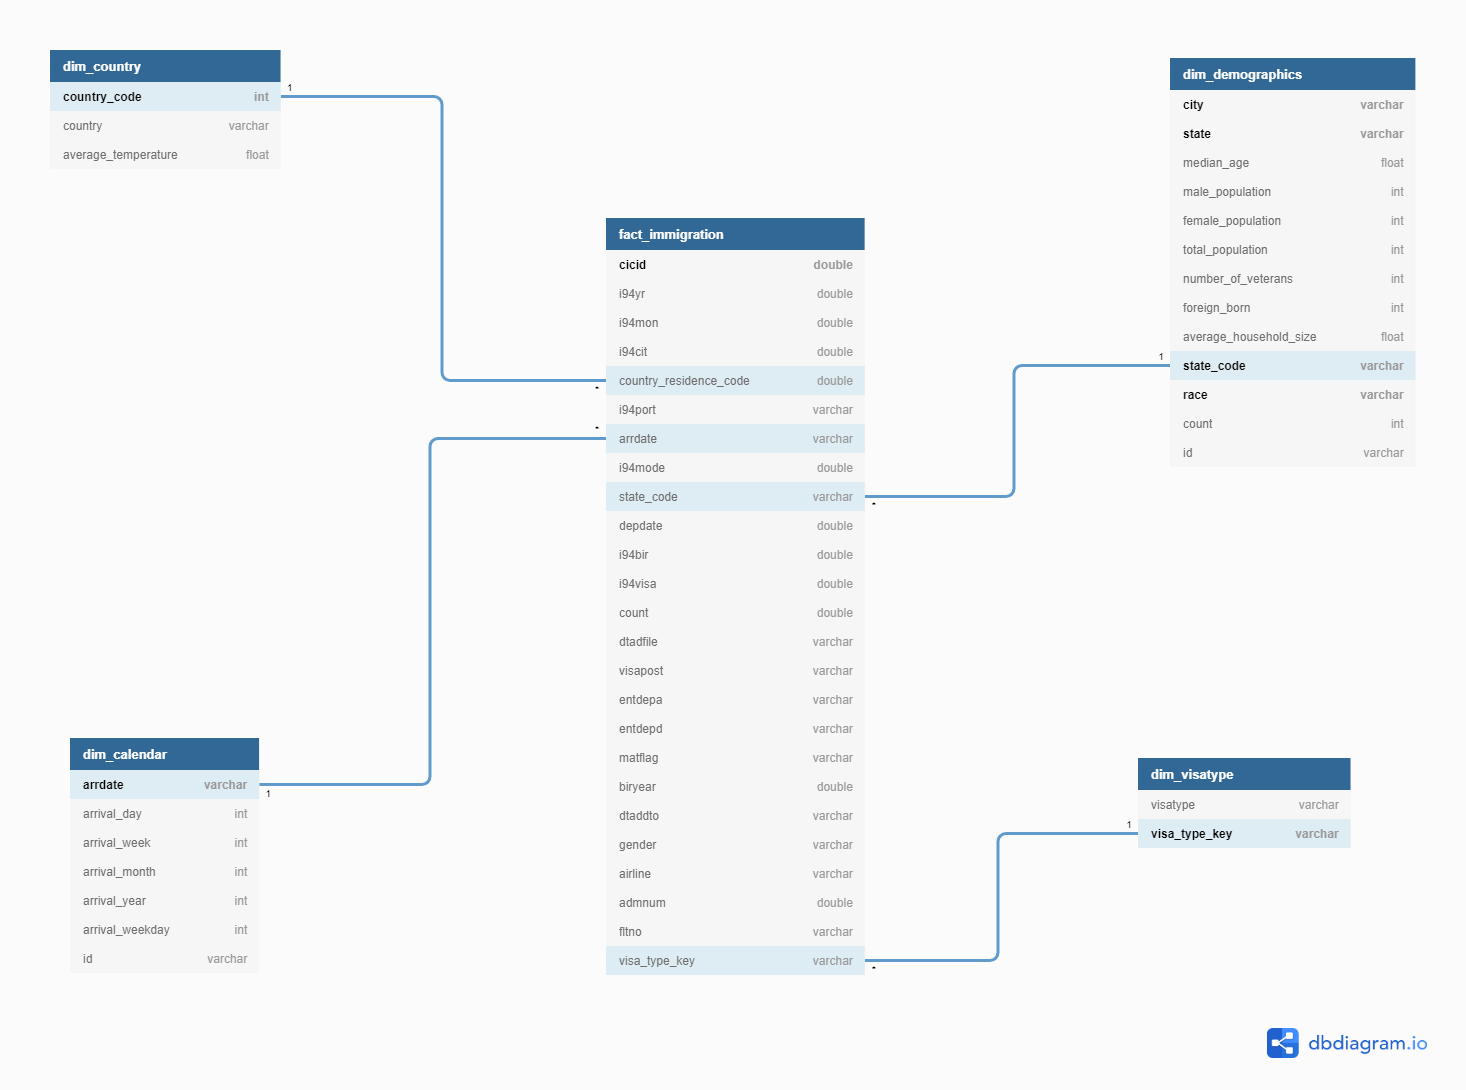 dim_country
country_code int
country varchar
average_temperature float
1
dim_demographics
city varchar
state varchar
median_age float
male_population int
female_population int
total_population int
number_of_veterans int
foreign_born int
average_household_size float
1
state_code varchar
race varchar
count int
id varchar
fact_immigration
cicid double
i94yr double
i94mon double
i94cit double
country_residence_code double
*
i94port varchar
*
arrdate varchar
i94mode double
state_code varchar
*
depdate double
i94bir double
i94visa double
count double
dtadfile varchar
visapost varchar
entdepa varchar
entdepd varchar
matflag varchar
biryear double
dtaddto varchar
gender varchar
airline varchar
admnum double
fltno varchar
visa_type_key varchar
*
dim_calendar
arrdate varchar
1
arrival_day int
arrival_week int
arrival_month int
arrival_year int
arrival_weekday int
id varchar
dim_visatype
visatype varchar
1
visa_type_key varchar
dbdiagram.io